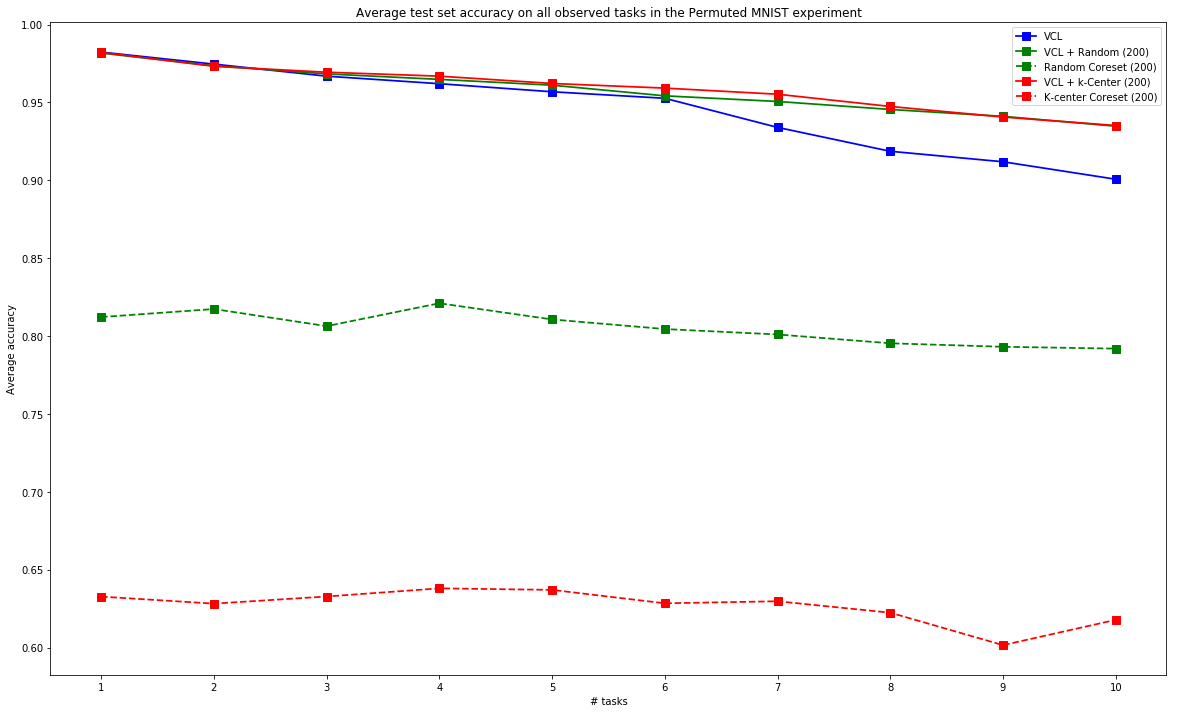 Average test set accuracy on all observed tasks in the Permuted MNIST experiment
VCL
VCL + Random (200)
Random Coreset (200)
VCL + k-Center (200)
K-center Coreset (200)
Average accuracy
1.00
0.95
0.90
0.85
0.80
0.75
0.70
0.65
0.60
1 2 3 4 5 6 7 8 9 10
# tasks